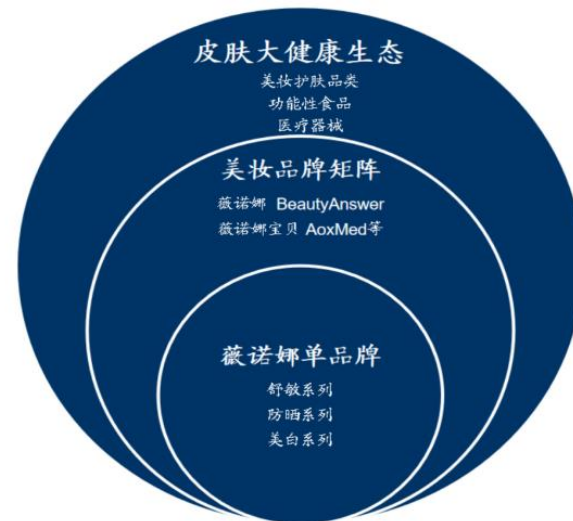 皮肤大健康生态
美妆护肤品类
功能性食品
医疗器械
美妆品牌矩阵
薇诺娜 BeautyAnswer
薇诺娜宝贝 AoxMed等
薇诺娜单品牌
舒敏系列
防晒系列
美白系列